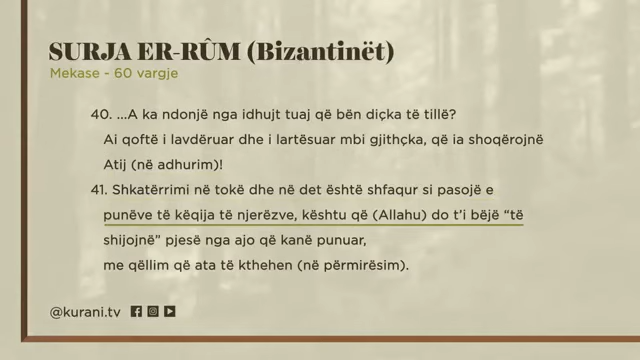 SURJA ER-RÛM (Bizantinët)
Mekase - 60 vargje
40. ...A ka ndonjë nga idhujt tuaj që bën diçka të tillë?
Ai qoftë i lavdëruar dhe i lartësuar mbi gjithçka, që ia shoqërojnë
Atij (në adhurim)!
41. Shkatërrimi në tokë dhe në det është shfaqur si pasojë e
punëve të këqija të njerëzve, kështu që (Allahu) do t’i bëjë “të
shijojnë” pjesë nga ajo që kanë punuar,
me qëllim që ata të kthehen (në përmirësim).
@kurani.tv